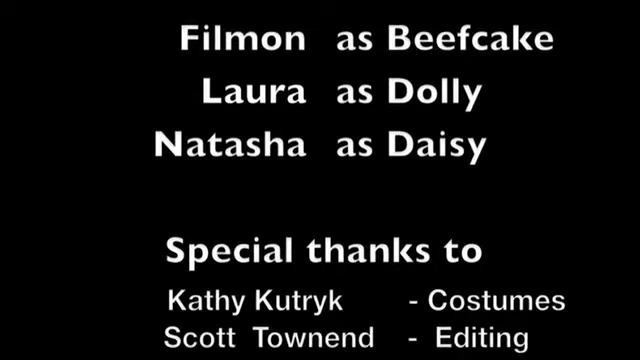 Filmon as Beefcake
Laura as Dolly
Natasha as Daisy
Special thanks to
Kathy Kutryk - Costumes
Scott Townend - Editing